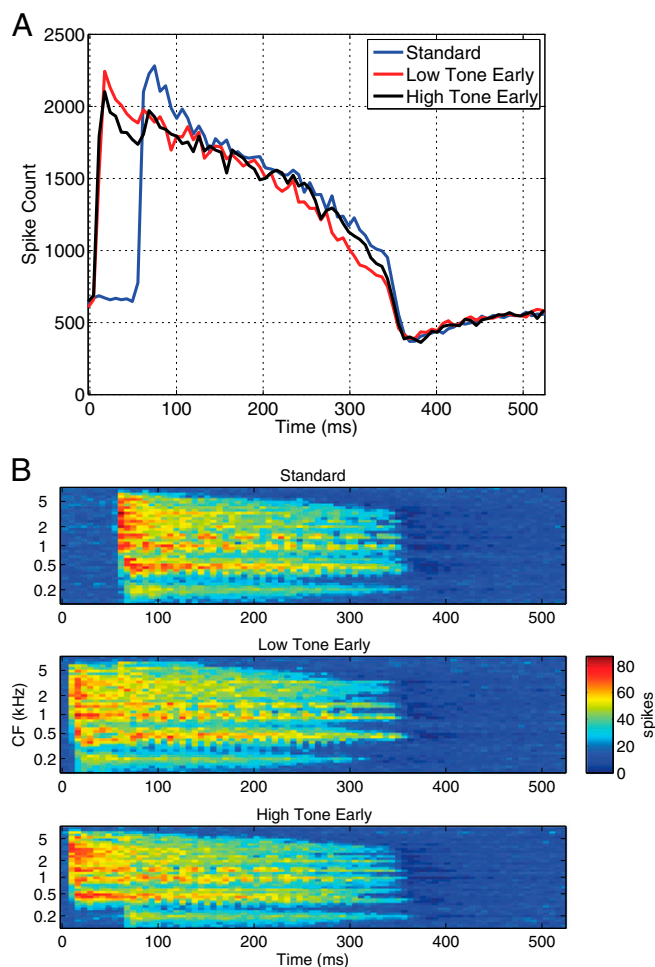 A
2500
2000
1500
1000
500
0
Spike Count
Standard
Low Tone Early
High Tone Early
0 100 200 300 400 500
Time (ms)
B
Standard
5
2
1
0.5
0.2
0 100 200 300 400 500
Low Tone Early
5
2
1
0.5
0.2
CF (kHz)
0 100 200 300 400 500
80
60
40
20
0
spikes
High Tone Early
5
2
1
0.5
0.2
0 100 200 300 400 500
Time (ms)